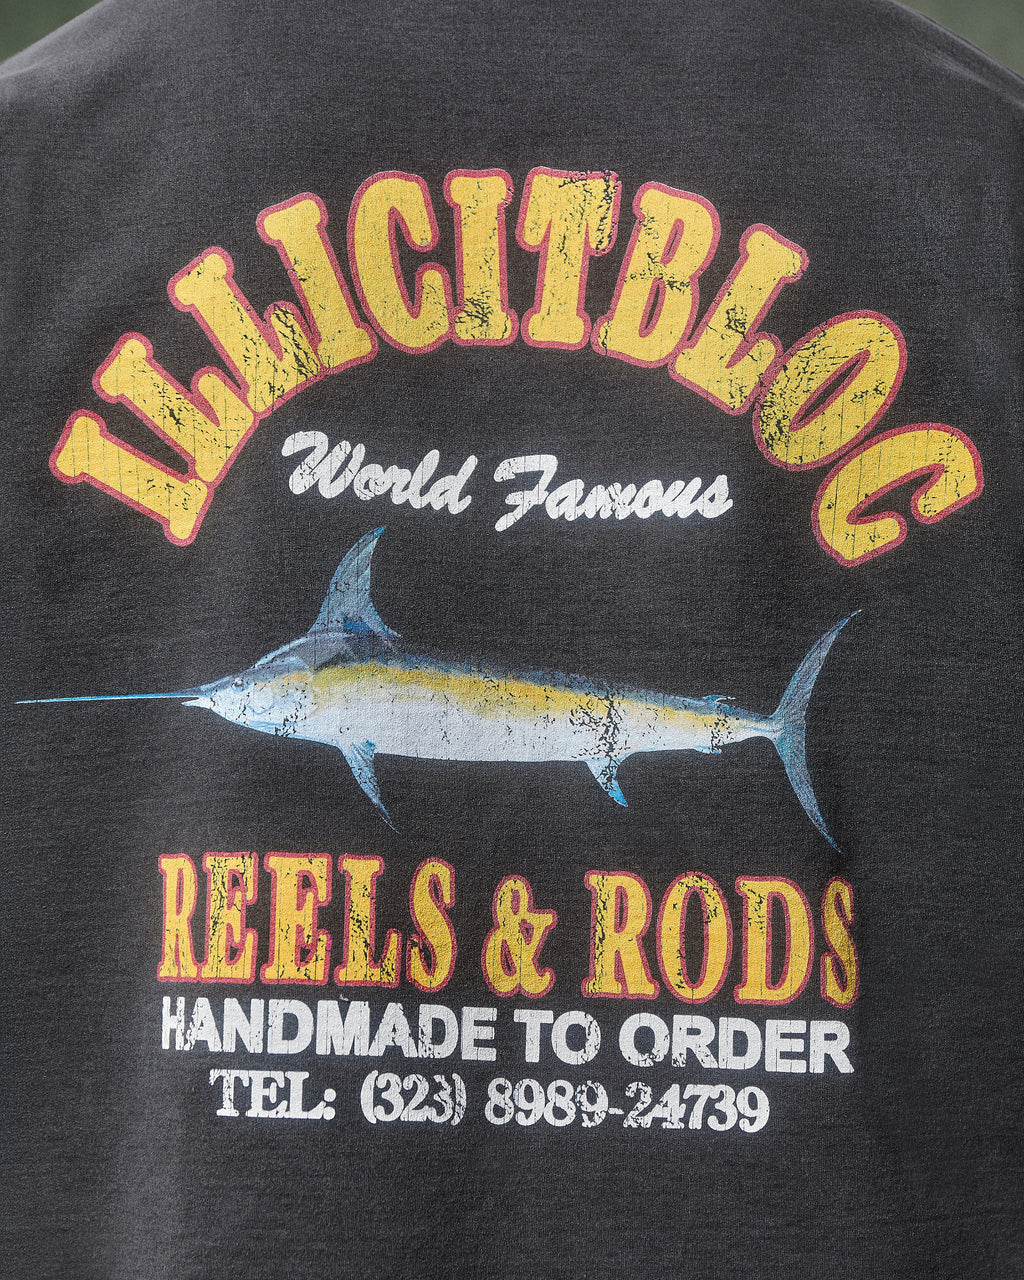 ILLICITBLOC
World Famous
REELS & RODS
HANDMADE TO ORDER
TEL: (323) 8989-24739